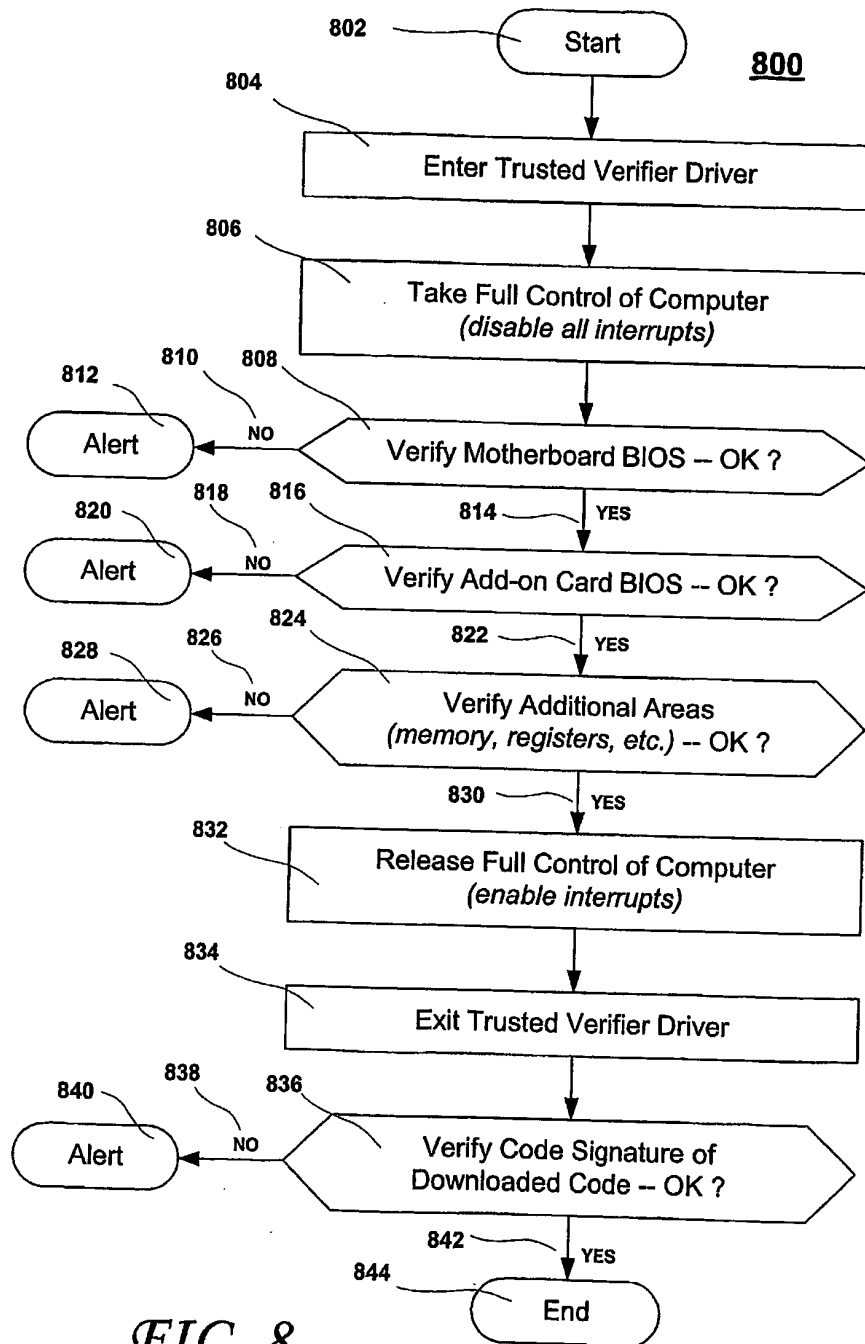 802
Start
800
804
Enter Trusted Verifier Driver
806
Take Full Control of Computer
(disable all interrupts)
812
810
808
Alert
NO
Verify Motherboard BIOS -- OK ?
814
YES
820
818
816
Alert
NO
Verify Add-on Card BIOS -- OK ?
822
YES
824
828
826
Alert
NO
Verify Additional Areas
(memory, registers, etc.) -- OK ?
830
YES
832
Release Full Control of Computer
(enable interrupts)
834
Exit Trusted Verifier Driver
840
838
836
Alert
NO
Verify Code Signature of
Downloaded Code -- OK ?
842
YES
844
End
FIG. 8